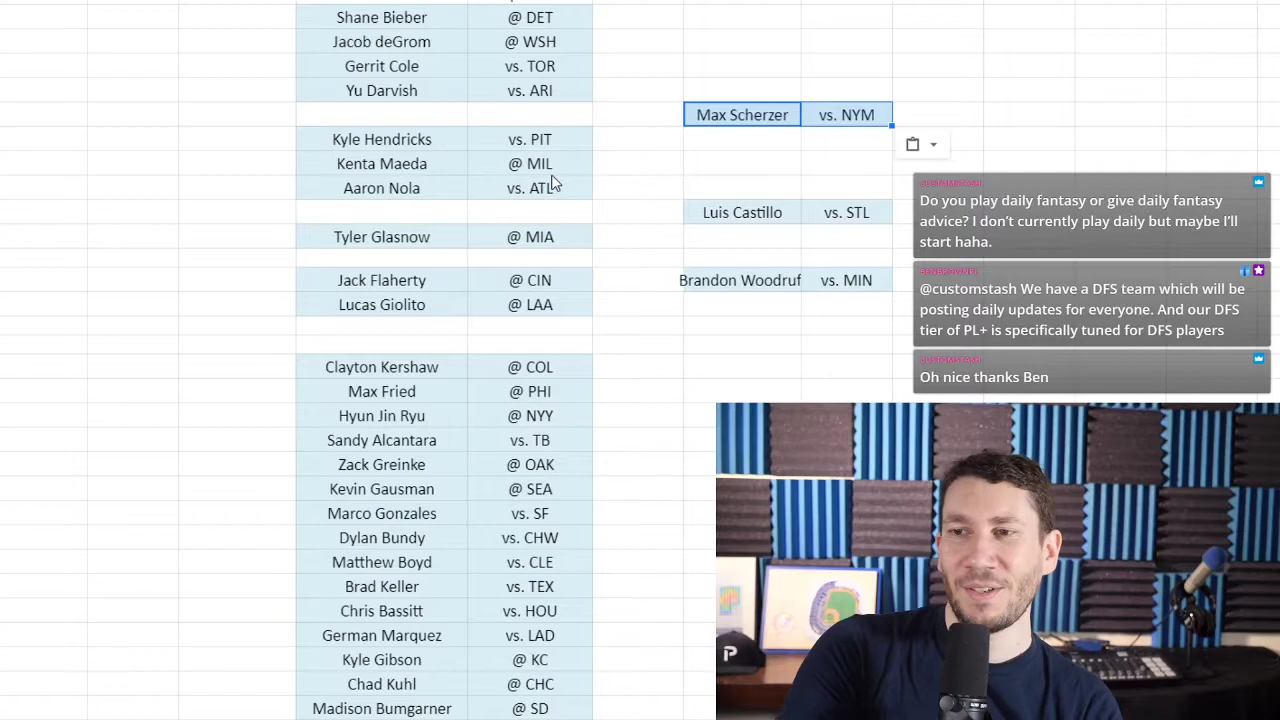 Shane Bieber @ DET
Jacob deGrom @ WSH
Gerrit Cole vs. TOR
Yu Darvish vs. ARI
Max Scherzer vs. NYM
Kyle Hendricks vs. PIT
Kenta Maeda @ MIL
Aaron Nola vs. ATL
CUSTOMSTASH
Do you play daily fantasy or give daily fantasy
advice? I don't currently play daily but maybe I'll
start haha.
Luis Castillo vs. STL
Tyler Glasnow @ MIA
BENBROWNPL
@customstash We have a DFS team which will be
posting daily updates for everyone. And our DFS
tier of PL+ is specifically tuned for DFS players
Jack Flaherty @ CIN
Brandon Woodruf vs. MIN
Lucas Giolito @ LAA
CUSTOMSTASH
Oh nice thanks Ben
Clayton Kershaw @ COL
Max Fried @ PHI
Hyun Jin Ryu @ NYY
Sandy Alcantara vs. TB
Zack Greinke @ OAK
Kevin Gausman @ SEA
Marco Gonzales vs. SF
Dylan Bundy vs. CHW
Matthew Boyd vs. CLE
Brad Keller vs. TEX
Chris Bassitt vs. HOU
German Marquez vs. LAD
Kyle Gibson @ KC
Chad Kuhl @ CHC
Madison Bumgarner @ SD
P